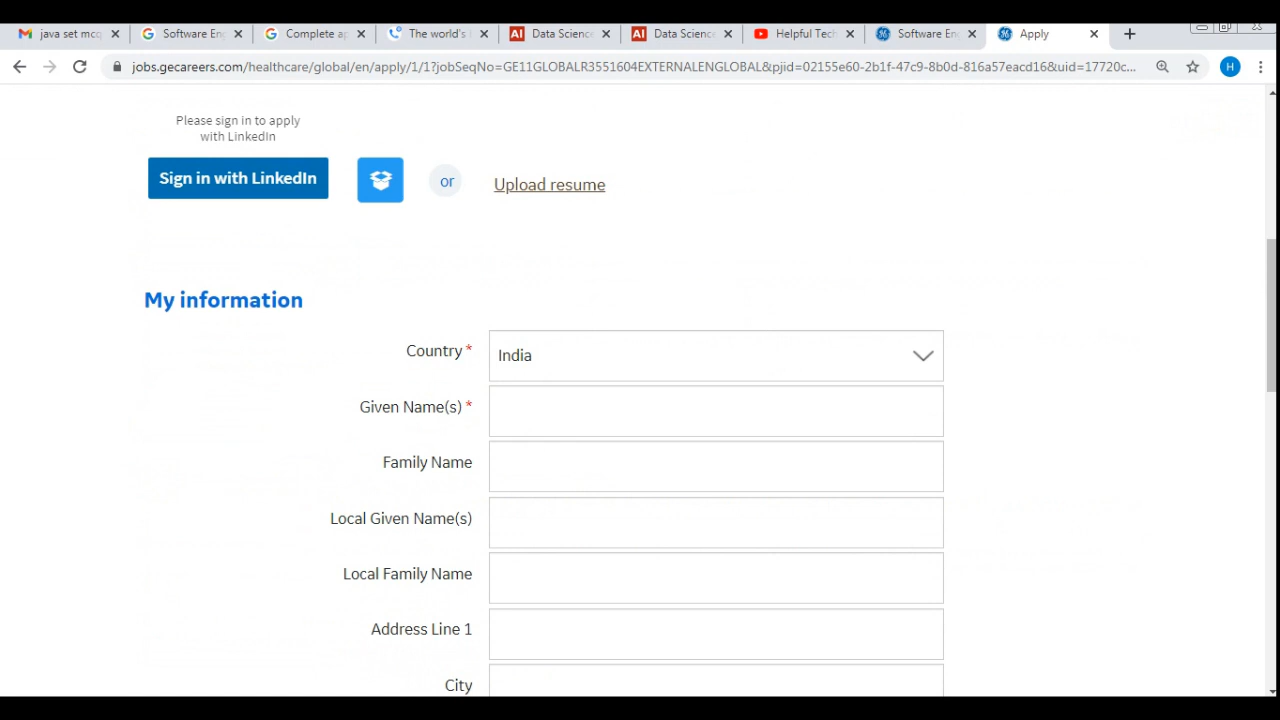 java set mcq
Software Eng
Complete ap
The world's
Data Science
Data Science
Helpful Tech
Software Eng
Apply
jobs.gecareers.com/healthcare/global/en/apply/1/1?jobSeqNo=GE11GLOBALR3551604EXTERNALENGLOBAL&pjid=02155e60-2b1f-47c9-8b0d-816a57eacd16&uid=17720c...
H
Please sign in to apply
with LinkedIn
Sign in with LinkedIn
or
Upload resume
My information
Country *
India
Given Name(s) *
Family Name
Local Given Name(s)
Local Family Name
Address Line 1
City